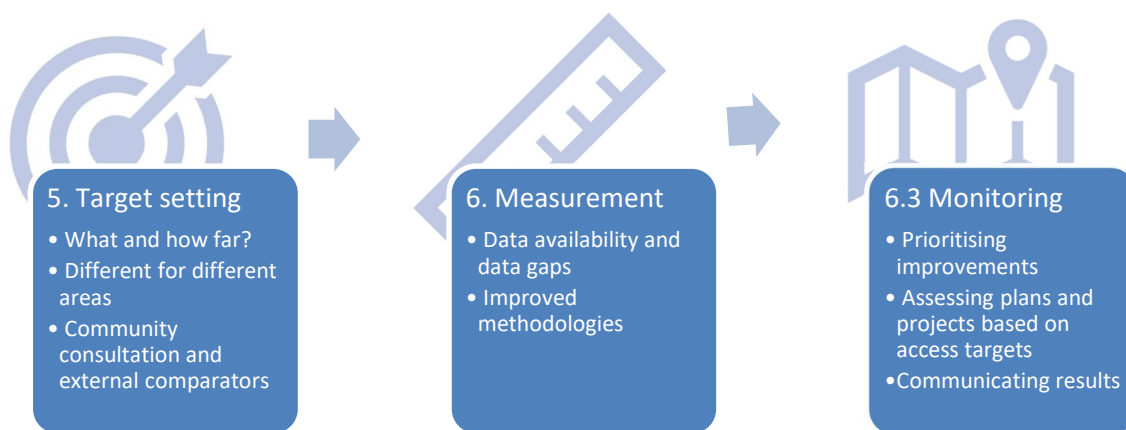 5. Target setting
• What and how far?
• Different for different
areas
• Community
consultation and
external comparators
6. Measurement
• Data availability and
data gaps
• Improved
methodologies
6.3 Monitoring
• Prioritising
improvements
• Assessing plans and
projects based on
access targets
•Communicating results